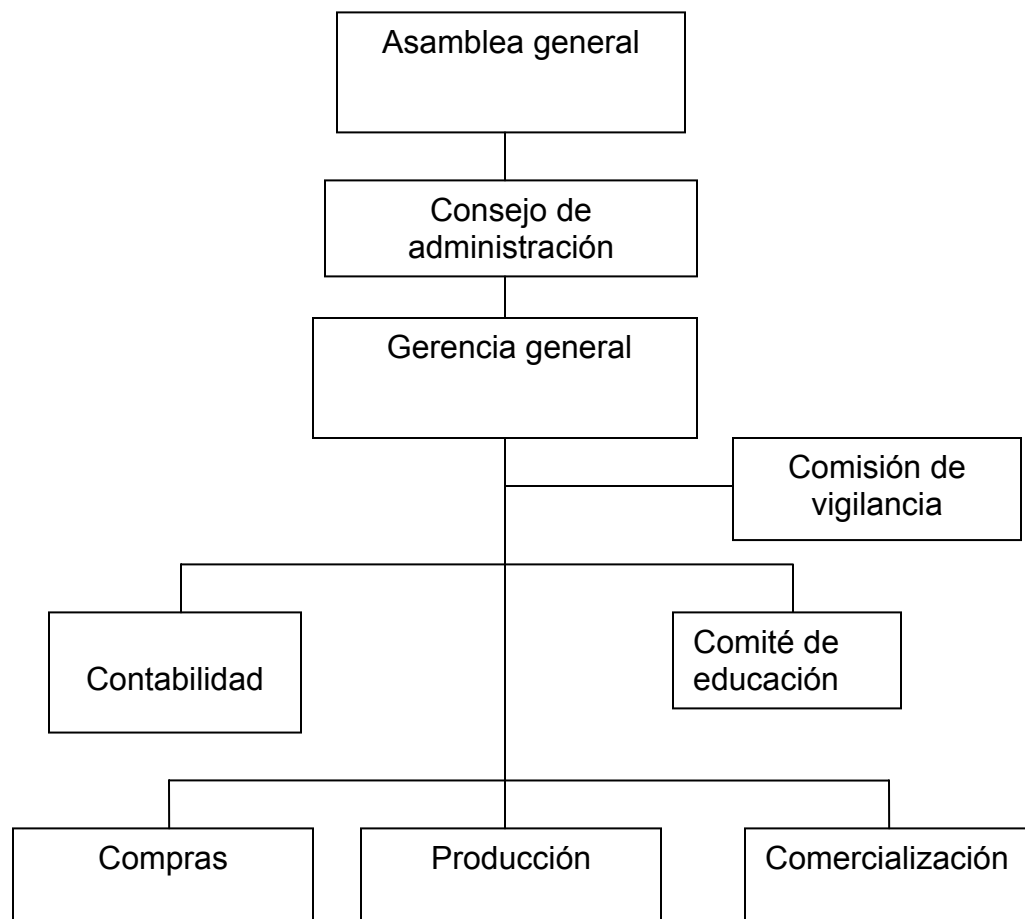 Asamblea general
Consejo de
administración
Gerencia general
Comisión de
vigilancia
Contabilidad
Comité de
educación
Compras
Producción
Comercialización